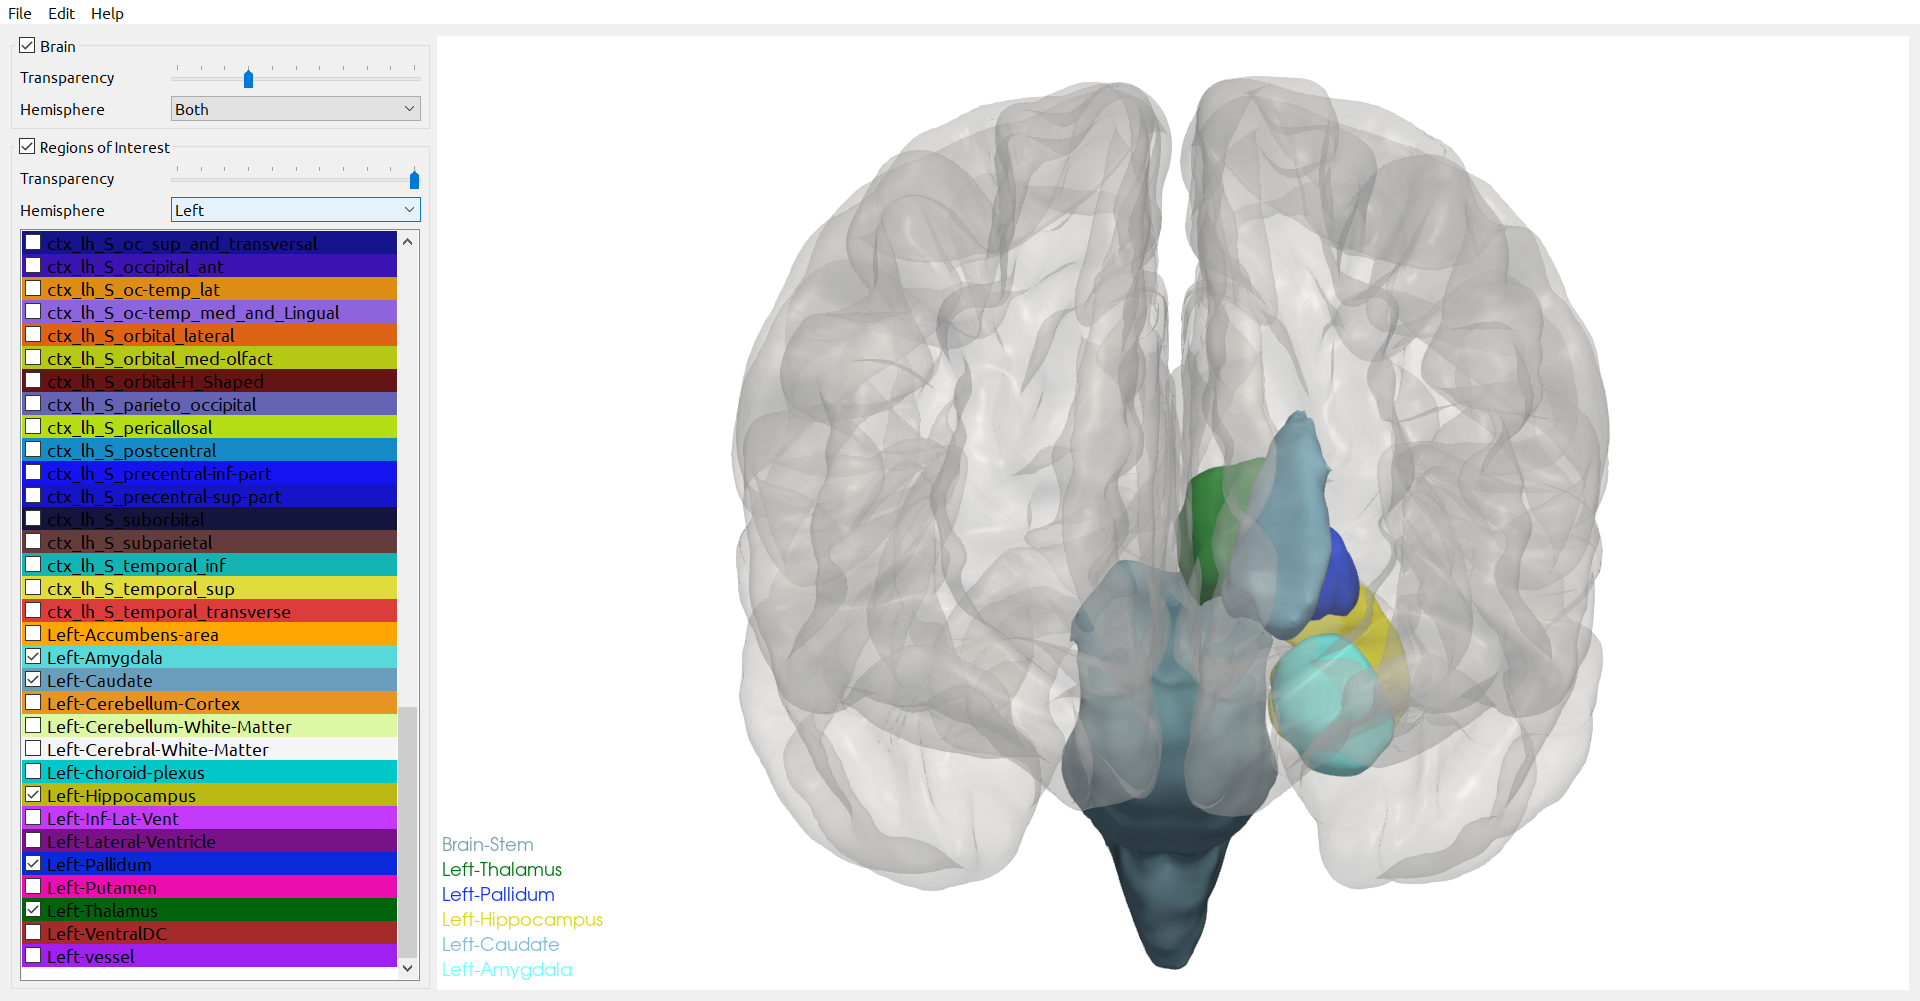 File Edit Help
Brain
Transparency
Hemisphere Both
Regions of Interest
Transparency
Hemisphere Left
ctx_lh_S_oc_sup_and_transversal
ctx_lh_S_occipital_ant
ctx_lh_S_oc-temp_lat
ctx_lh_S_oc-temp_med_and_Lingual
ctx_lh_S_orbital_lateral
ctx_lh_S_orbital_med-olfact
ctx_lh_S_orbital-H_Shaped
ctx_lh_S_parieto_occipital
ctx_lh_S_pericallosal
ctx_lh_S_postcentral
ctx_lh_S_precentral-inf-part
ctx_lh_S_precentral-sup-part
ctx_lh_S_suborbital
ctx_lh_S_subparietal
ctx_lh_S_temporal_inf
ctx_lh_S_temporal_sup
ctx_lh_S_temporal_transverse
Left-Accumbens-area
Left-Amygdala
Left-Caudate
Left-Cerebellum-Cortex
Left-Cerebellum-White-Matter
Left-Cerebral-White-Matter
Left-choroid-plexus
Left-Hippocampus
Left-Inf-Lat-Vent
Left-Lateral-Ventricle
Left-Pallidum
Left-Putamen
Left-Thalamus
Left-VentralDC
Left-vessel
Brain-Stem
Left-Thalamus
Left-Pallidum
Left-Hippocampus
Left-Caudate
Left-Amygdala